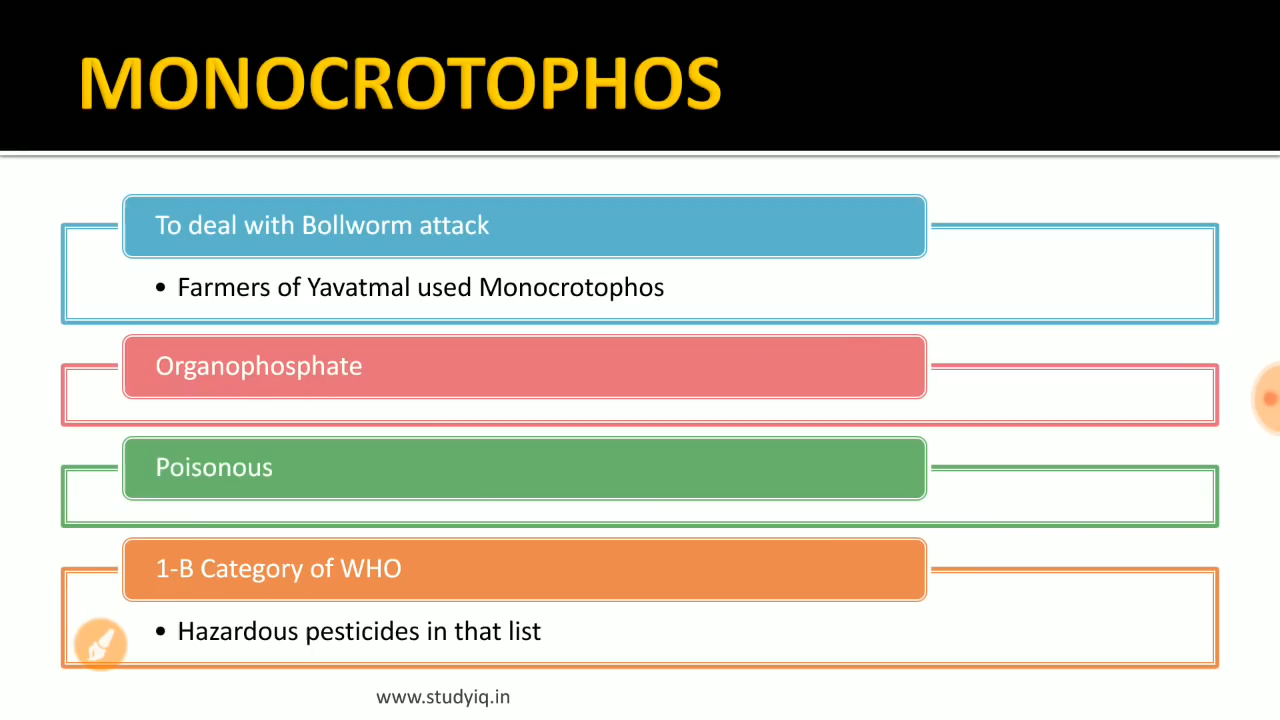 MONOCROTOPHOS
To deal with Bollworm attack
• Farmers of Yavatmal used Monocrotophos
Organophosphate
Poisonous
1-B Category of WHO
• Hazardous pesticides in that list
www.studyiq.in